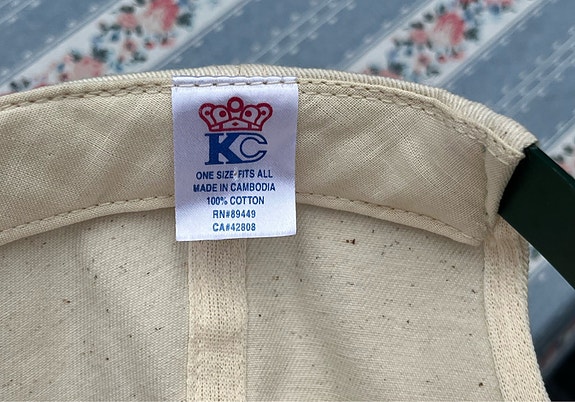 KC
ONE SIZE FITS ALL
MADE IN CAMBODIA
100% COTTON
RN#89449
CA#42808